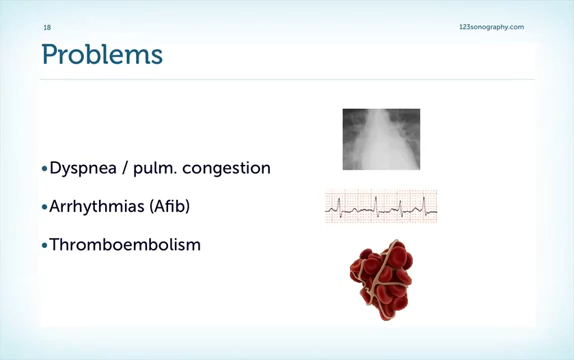 18
123sonography.com
Problems
•Dyspnea / pulm. congestion
•Arrhythmias (Afib)
•Thromboembolism